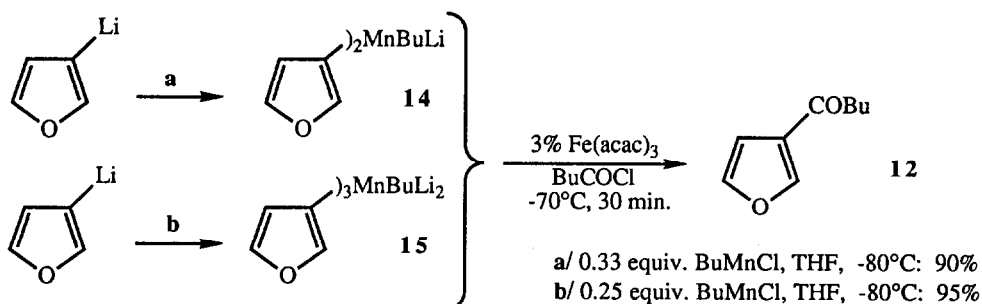 Li
O
a
)₂MnBuLi
O
14
Li
O
b
)₃MnBuLi₂
O
15
3% Fe(acac)₃
BuCOCl
-70°C, 30 min.
COBu
O
12
a/ 0.33 equiv. BuMnCl, THF, -80°C: 90%
b/ 0.25 equiv. BuMnCl, THF, -80°C: 95%